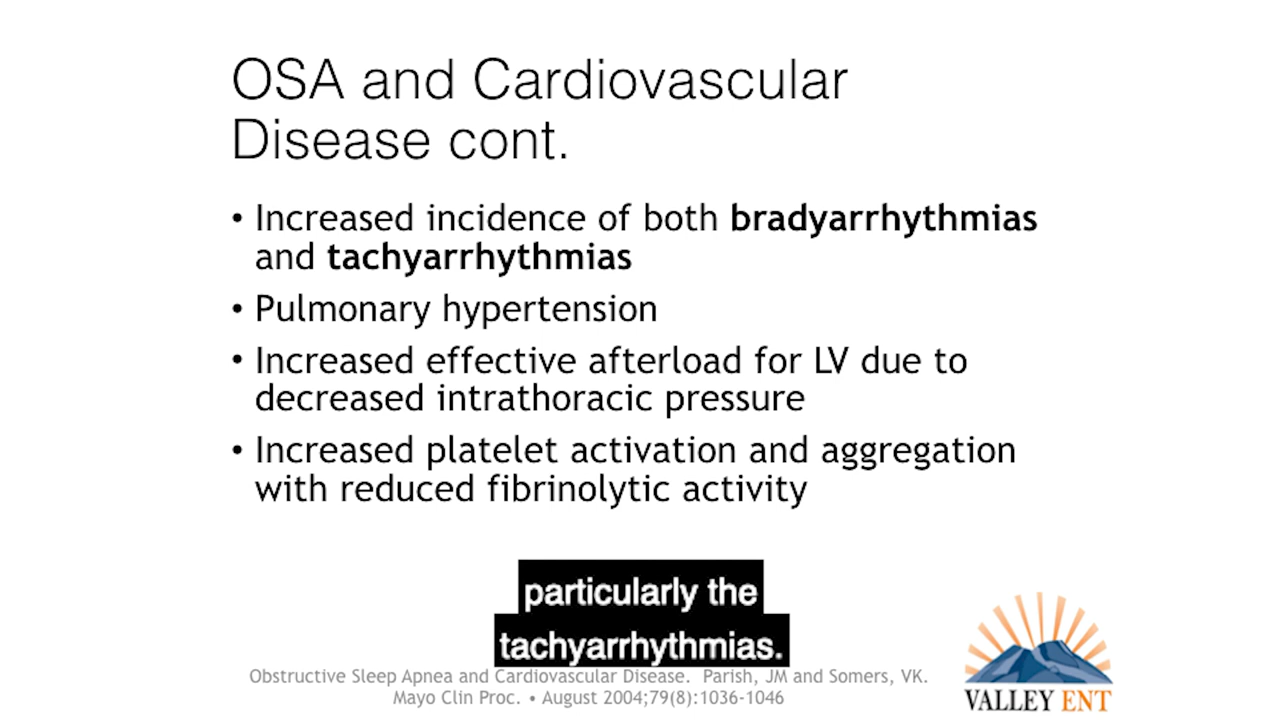 OSA and Cardiovascular
Disease cont.
• Increased incidence of both bradyarrhythmias
and tachyarrhythmias
• Pulmonary hypertension
• Increased effective afterload for LV due to
decreased intrathoracic pressure
• Increased platelet activation and aggregation
with reduced fibrinolytic activity
particularly the
tachyarrhythmias.
Obstructive Sleep Apnea and Cardiovascular Disease. Parish, JM and Somers, VK.
Mayo Clin Proc. • August 2004;79(8):1036-1046
VALLEY ENT